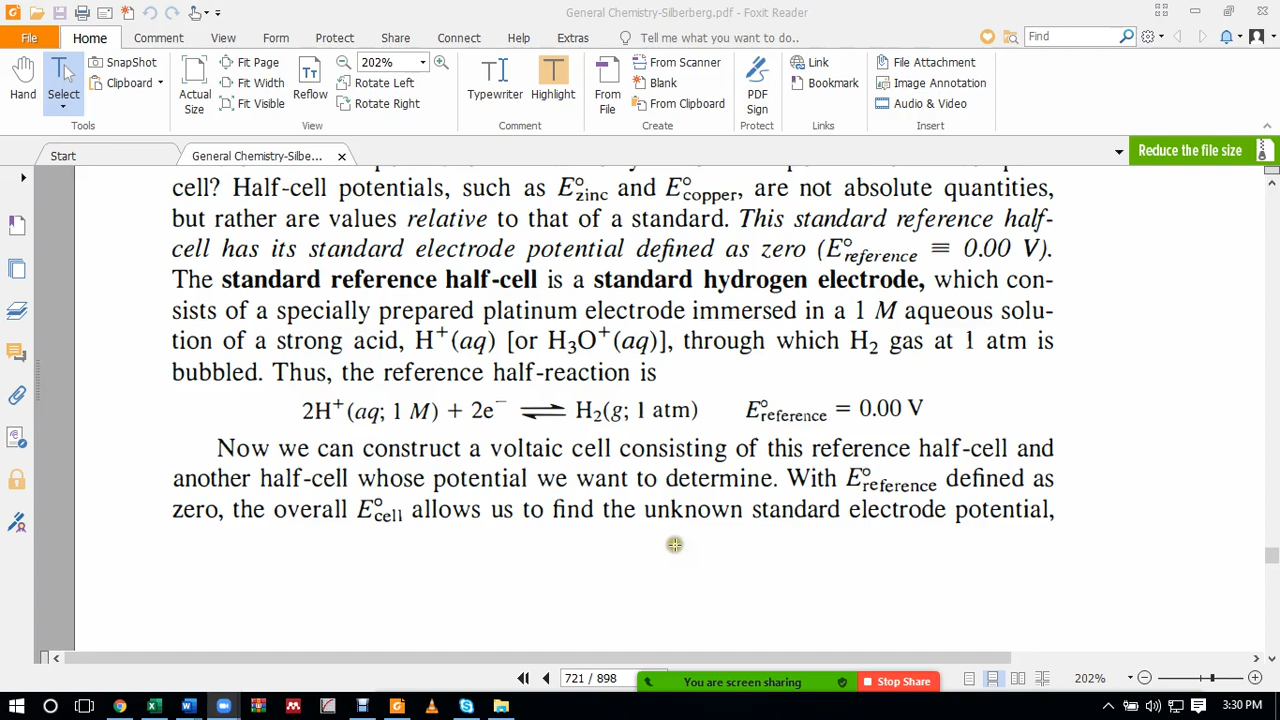 General Chemistry-Silberberg.pdf - Foxit Reader
File Home Comment View Form Protect Share Connect Help Extras Tell me what you want to do.. Find
Hand
Select
SnapShot
Clipboard
Tools
Actual Size
Fit Page
Fit Width
Fit Visible
Reflow
202%
Rotate Left
Rotate Right
View
Typewriter
Highlight
Comment
From File
From Scanner
Blank
From Clipboard
Create
PDF Sign
Protect
Link
Bookmark
Links
File Attachment
Image Annotation
Audio & Video
Insert
Start General Chemistry-Silbe... Reduce the file size
cell? Half-cell potentials, such as E°zinc and E°copper, are not absolute quantities,
but rather are values relative to that of a standard. This standard reference half-
cell has its standard electrode potential defined as zero (E°reference ≡ 0.00 V).
The standard reference half-cell is a standard hydrogen electrode, which con-
sists of a specially prepared platinum electrode immersed in a 1 M aqueous solu-
tion of a strong acid, H⁺(aq) [or H₃O⁺(aq)], through which H₂ gas at 1 atm is
bubbled. Thus, the reference half-reaction is
2H⁺(aq; 1 M) + 2e⁻ ⇌ H₂(g; 1 atm) E°reference = 0.00 V
Now we can construct a voltaic cell consisting of this reference half-cell and
another half-cell whose potential we want to determine. With E°reference defined as
zero, the overall E°cell allows us to find the unknown standard electrode potential,
721 / 898 You are screen sharing Stop Share 202%
3:30 PM